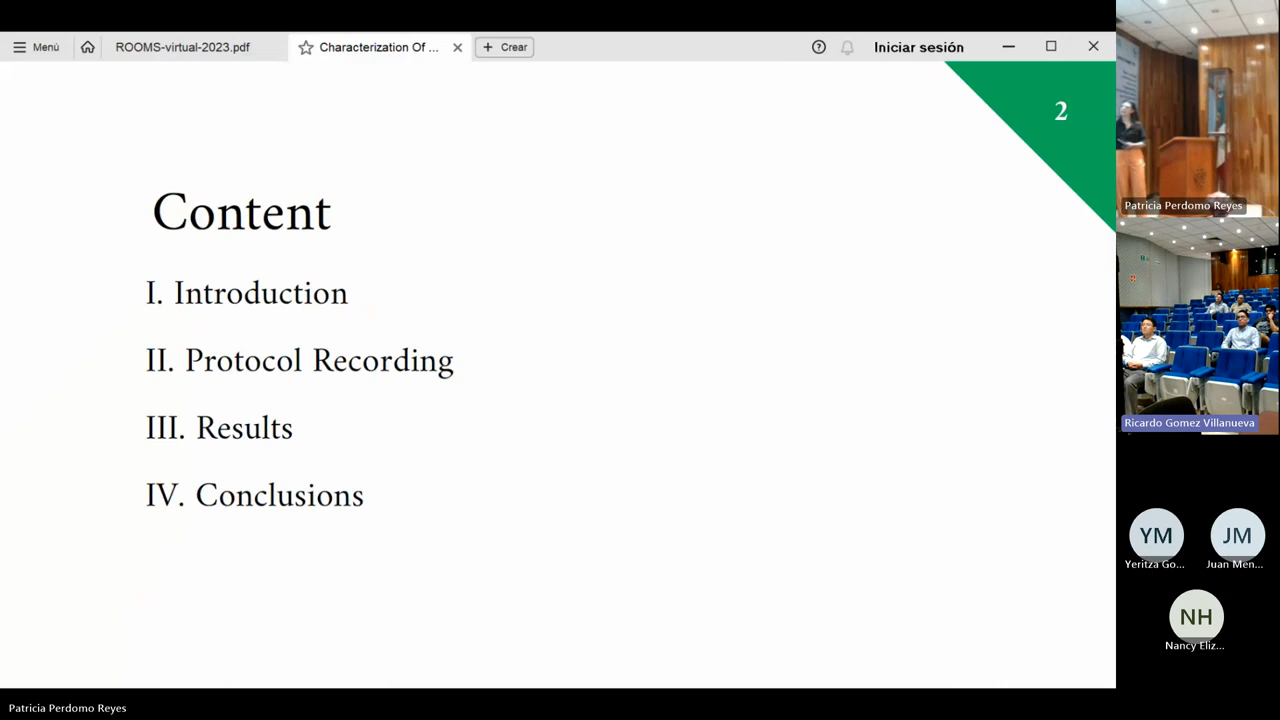 Menú
ROOMS-virtual-2023.pdf
Characterization Of ...
Crear
Iniciar sesión
2
Content
I. Introduction
II. Protocol Recording
III. Results
IV. Conclusions
Patricia Perdomo Reyes
Ricardo Gomez Villanueva
YM
Yeritza Go...
JM
Juan Men...
NH
Nancy Eliz...
Patricia Perdomo Reyes